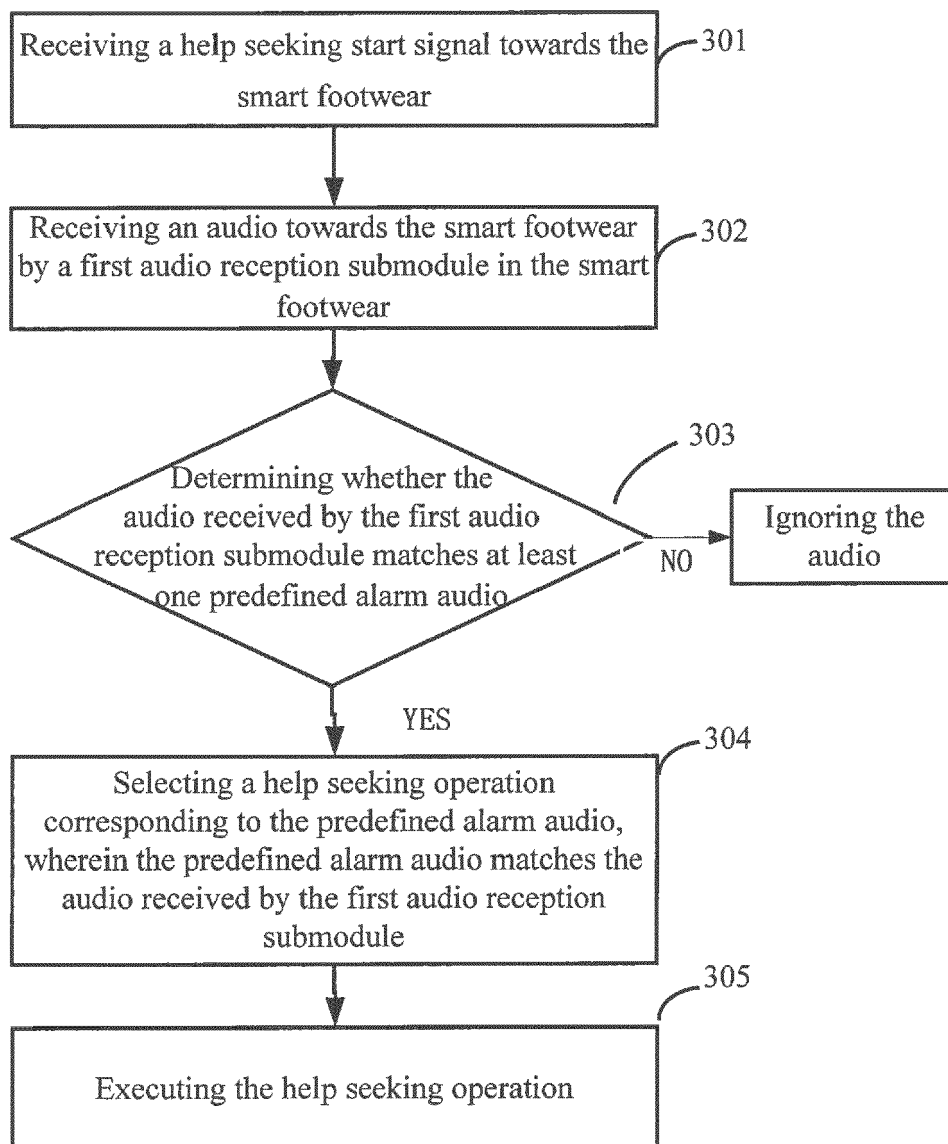 Receiving a help seeking start signal towards the
smart footwear
301
Receiving an audio towards the smart footwear
by a first audio reception submodule in the smart
footwear
302
Determining whether the
audio received by the first audio
reception submodule matches at least
one predefined alarm audio
303
NO
Ignoring the
audio
YES
Selecting a help seeking operation
corresponding to the predefined alarm audio,
wherein the predefined alarm audio matches the
audio received by the first audio reception
submodule
304
Executing the help seeking operation
305